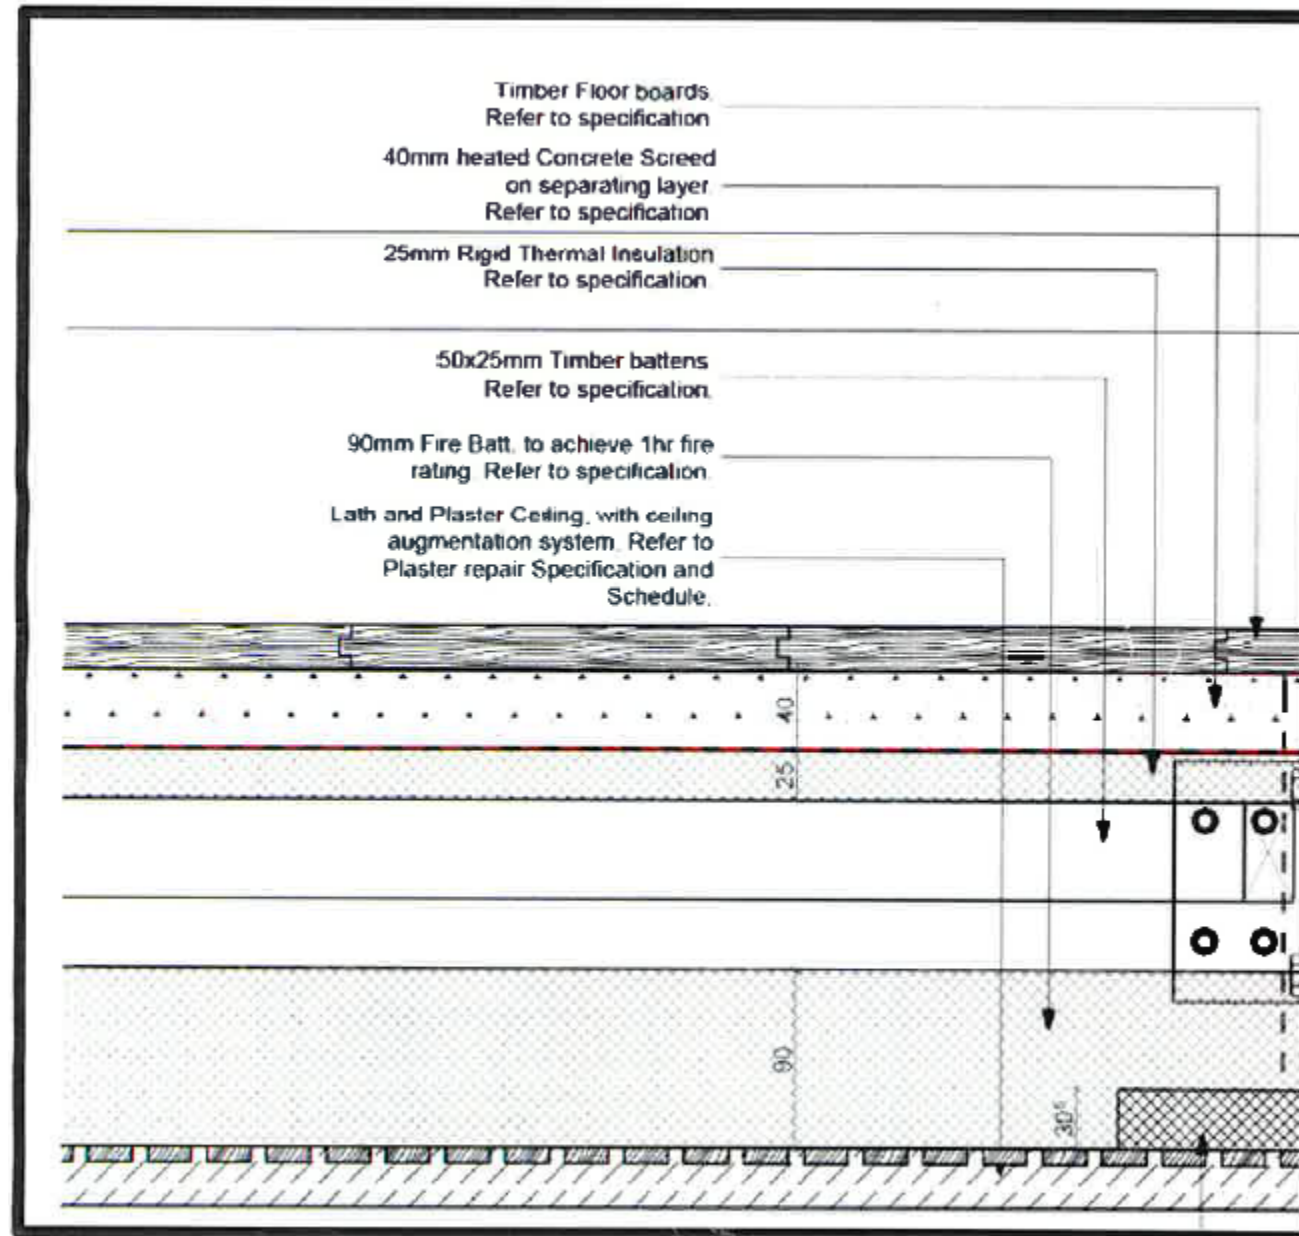 Timber Floor boards.
Refer to specification
40mm heated Concrete Screed
on separating layer.
Refer to specification
25mm Rigid Thermal Insulation
Refer to specification.
50x25mm Timber battens
Refer to specification.
90mm Fire Batt. to achieve 1hr fire
rating. Refer to specification.
Lath and Plaster Ceiling, with ceiling
augmentation system. Refer to
Plaster repair Specification and
Schedule.
40
25
90
30